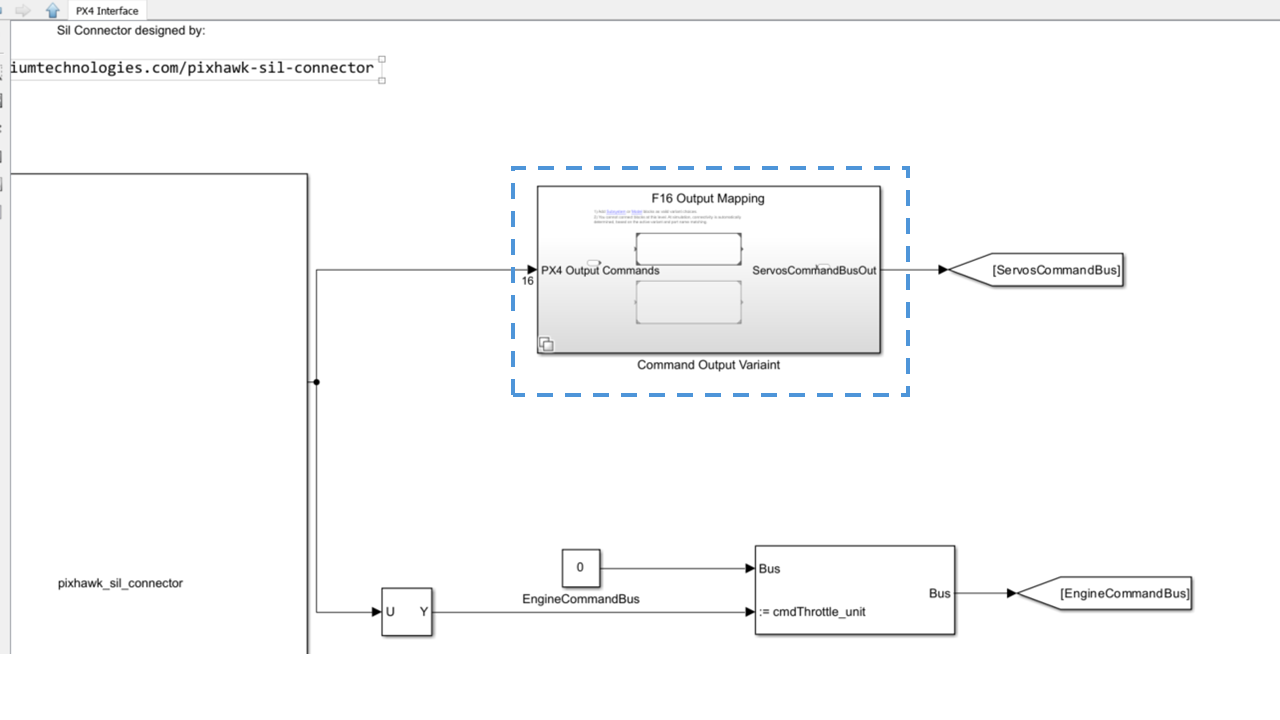 PX4 Interface
Sil Connector designed by:
iumtechnologies.com/pixhawk-sil-connector
F16 Output Mapping
PX4 Output Commands
ServosCommandBusOut
16
[ServosCommandBus]
Command Output Variaint
pixhawk_sil_connector
0
EngineCommandBus
U
Y
Bus
:= cmdThrottle_unit
Bus
[EngineCommandBus]